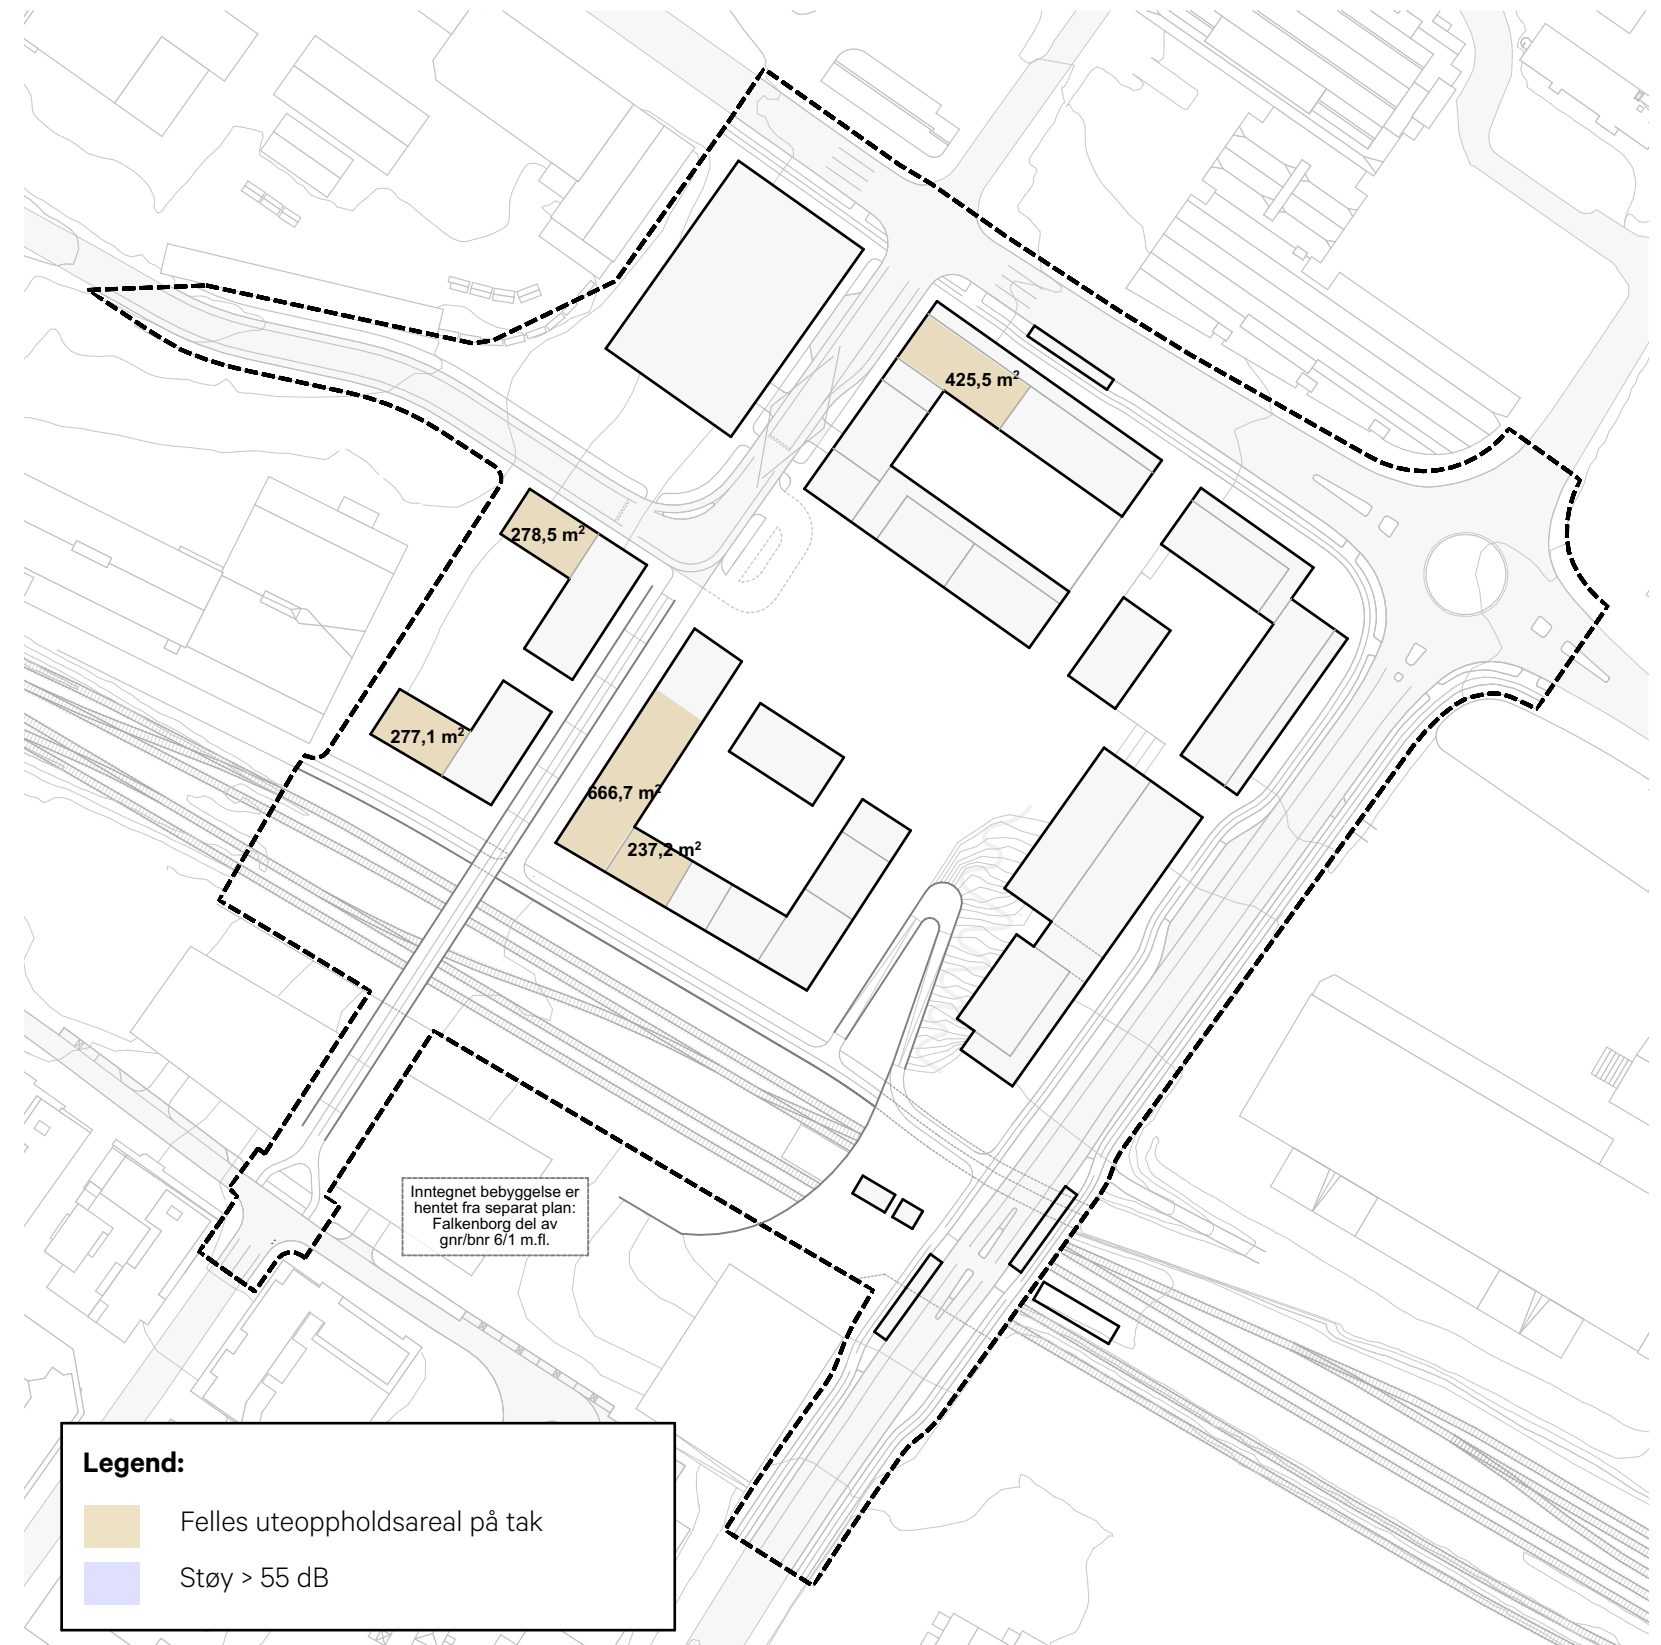 425,5 m²
278,5 m²
277,1 m²
666,7 m²
237,2 m²
Inntegnet bebyggelse er
hentet fra separat plan:
Falkenborg del av
gnr/bnr 6/1 m.fl.
Legend:
Felles uteoppholdsareal på tak
Støy > 55 dB